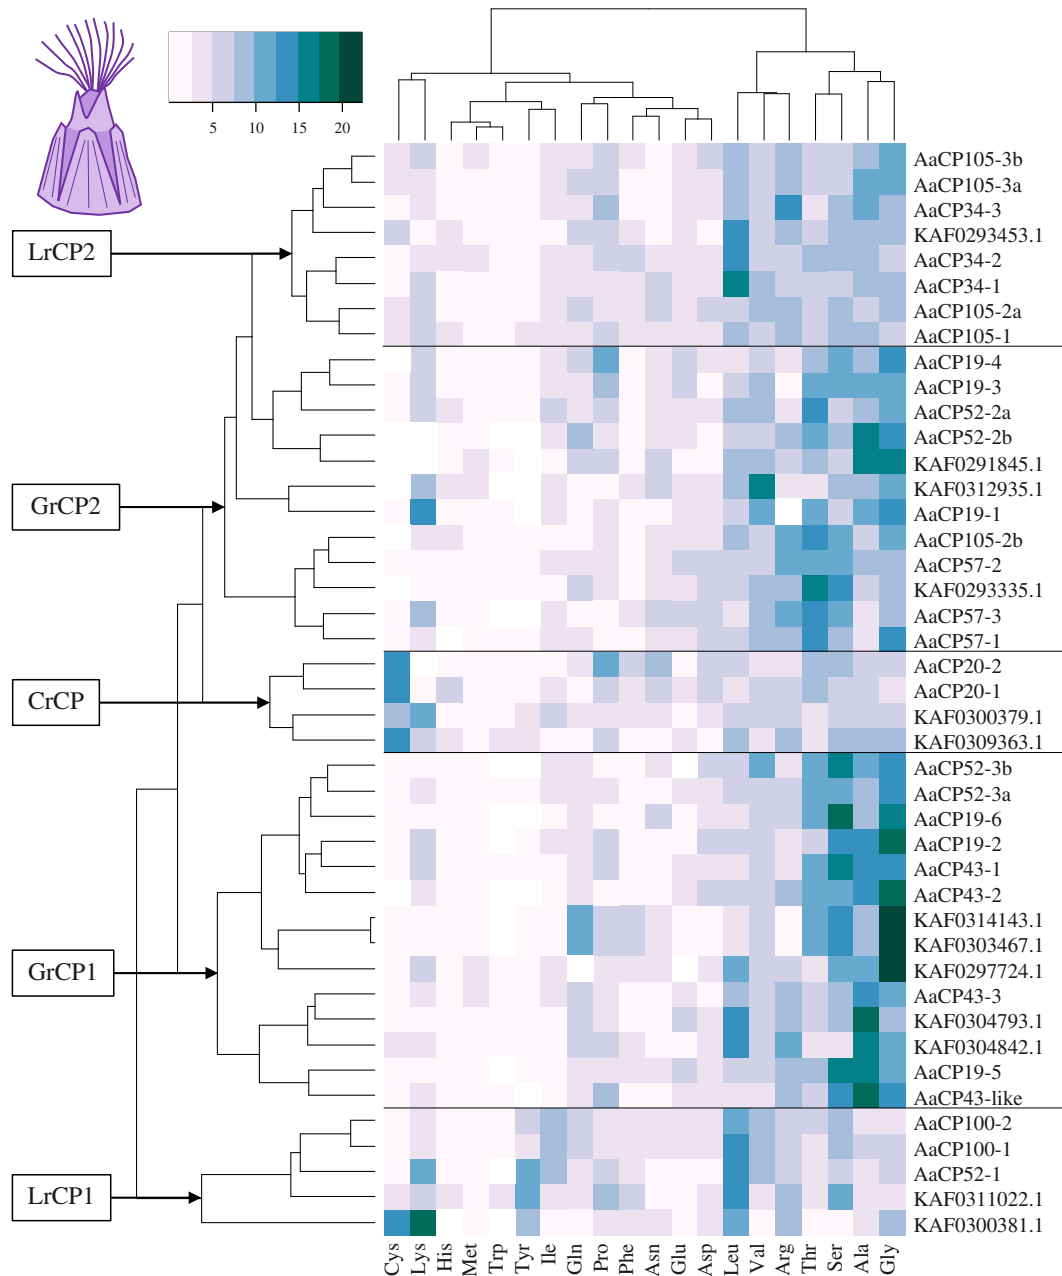 5 10 15 20
AaCP105-3b
AaCP105-3a
AaCP34-3
KAF0293453.1
LrCP2
AaCP34-2
AaCP34-1
AaCP105-2a
AaCP105-1
AaCP19-4
AaCP19-3
AaCP52-2a
AaCP52-2b
KAF0291845.1
KAF0312935.1
GrCP2
AaCP19-1
AaCP105-2b
AaCP57-2
KAF0293335.1
AaCP57-3
AaCP57-1
AaCP20-2
CrCP
AaCP20-1
KAF0300379.1
KAF0309363.1
AaCP52-3b
AaCP52-3a
AaCP19-6
AaCP19-2
AaCP43-1
AaCP43-2
KAF0314143.1
KAF0303467.1
GrCP1
KAF0297724.1
AaCP43-3
KAF0304793.1
KAF0304842.1
AaCP19-5
AaCP43-like
AaCP100-2
AaCP100-1
AaCP52-1
LrCP1
KAF0311022.1
KAF0300381.1
Cys Lys His Met Trp Tyr Ile Gln Pro Phe Asn Glu Asp Leu Val Arg Thr Ser Ala Gly